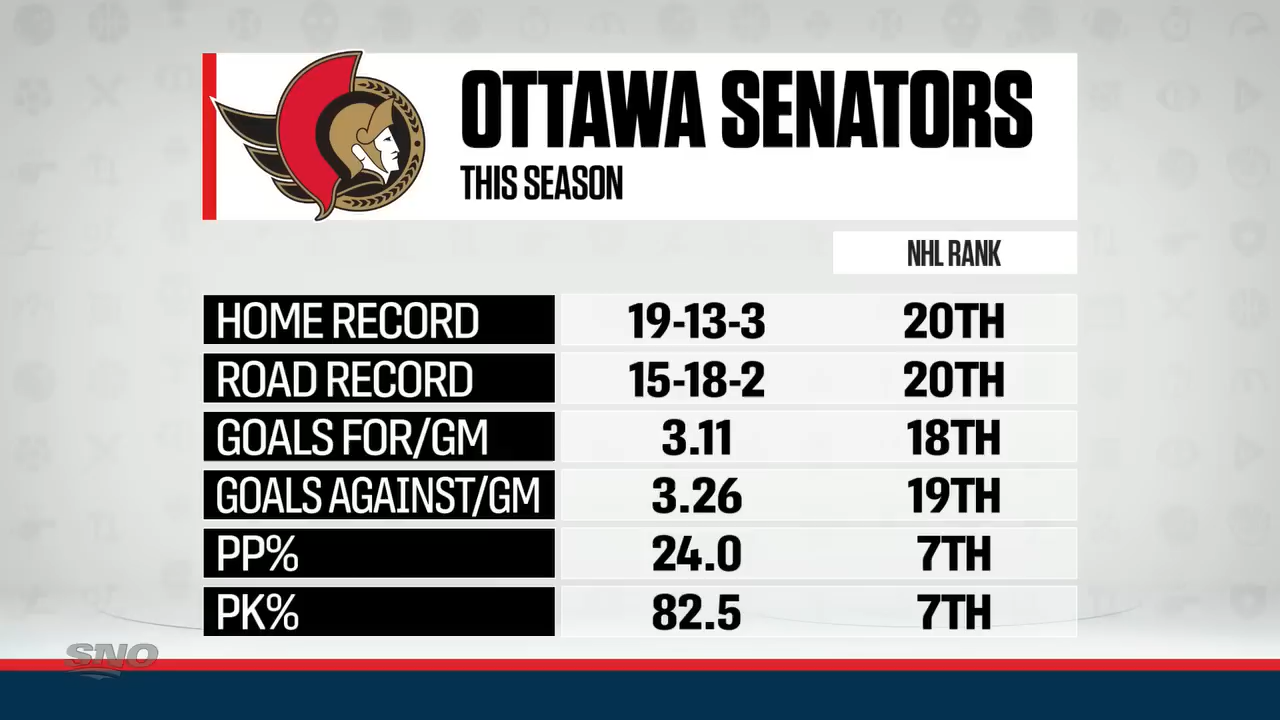 OTTAWA SENATORS
THIS SEASON
NHL RANK
HOME RECORD 19-13-3 20TH
ROAD RECORD 15-18-2 20TH
GOALS FOR/GM 3.11 18TH
GOALS AGAINST/GM 3.26 19TH
PP% 24.0 7TH
PK% 82.5 7TH
SNO